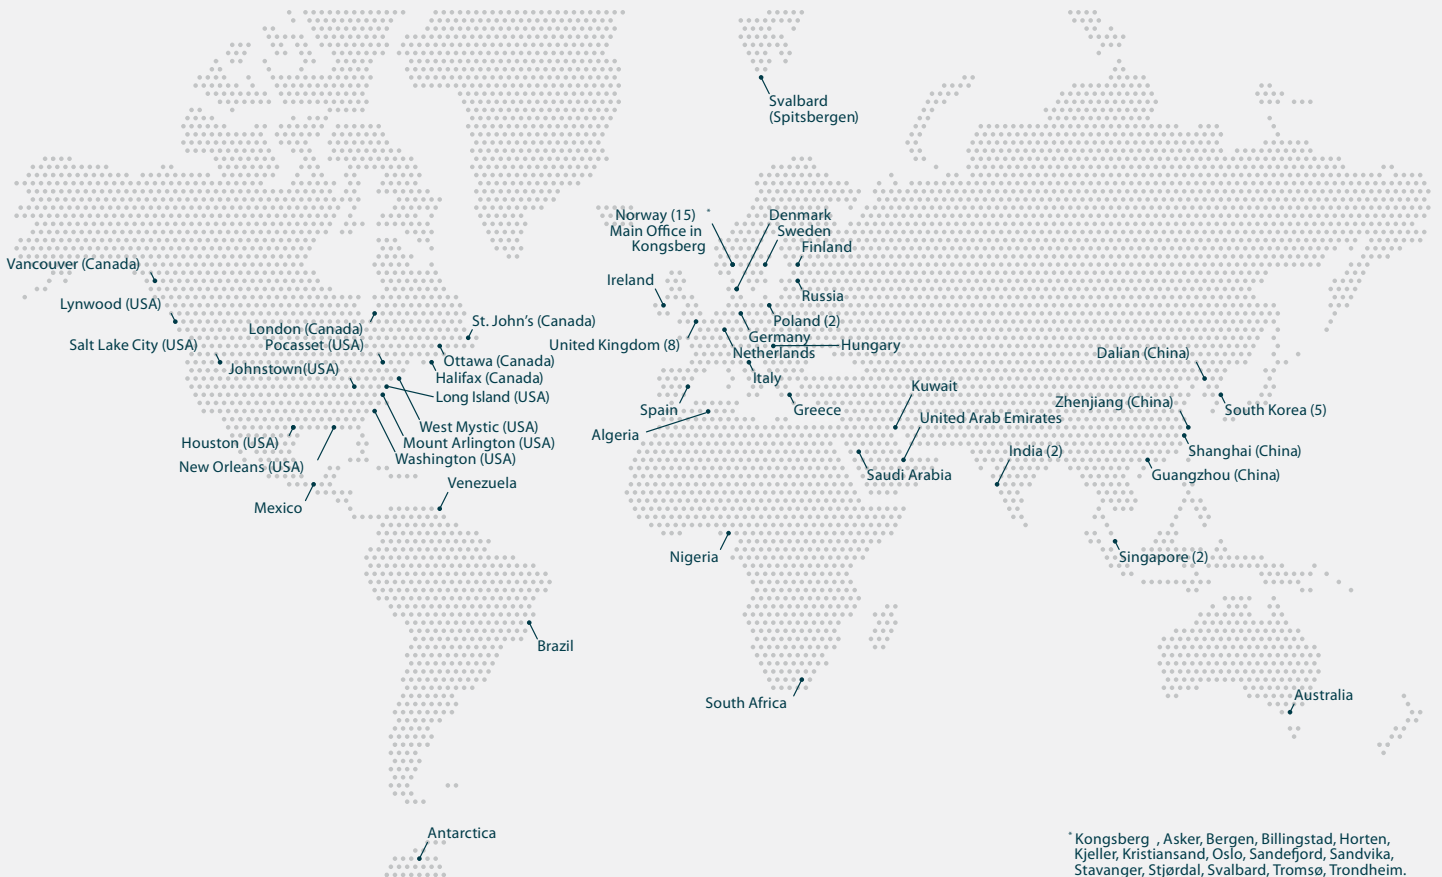 Svalbard
(Spitsbergen)
Norway (15) *
Main Office in
Kongsberg
Denmark
Sweden
Finland
Vancouver (Canada)
Ireland
Russia
Lynwood (USA)
London (Canada)
St. John's (Canada)
Poland (2)
Salt Lake City (USA)
Pocasset (USA)
United Kingdom (8)
Germany
Hungary
Netherlands
Dalian (China)
Ottawa (Canada)
Johnstown(USA)
Halifax (Canada)
Italy
Kuwait
Long Island (USA)
Spain
Greece
Zhenjiang (China)
South Korea (5)
United Arab Emirates
West Mystic (USA)
Algeria
Houston (USA)
Mount Arlington (USA)
Shanghai (China)
India (2)
Washington (USA)
New Orleans (USA)
Saudi Arabia
Guangzhou (China)
Venezuela
Mexico
Nigeria
Singapore (2)
Brazil
South Africa
Australia
Antarctica
* Kongsberg , Asker, Bergen, Billingstad, Horten,
Kjeller, Kristiansand, Oslo, Sandefjord, Sandvika,
Stavanger, Stjørdal, Svalbard, Tromsø, Trondheim.